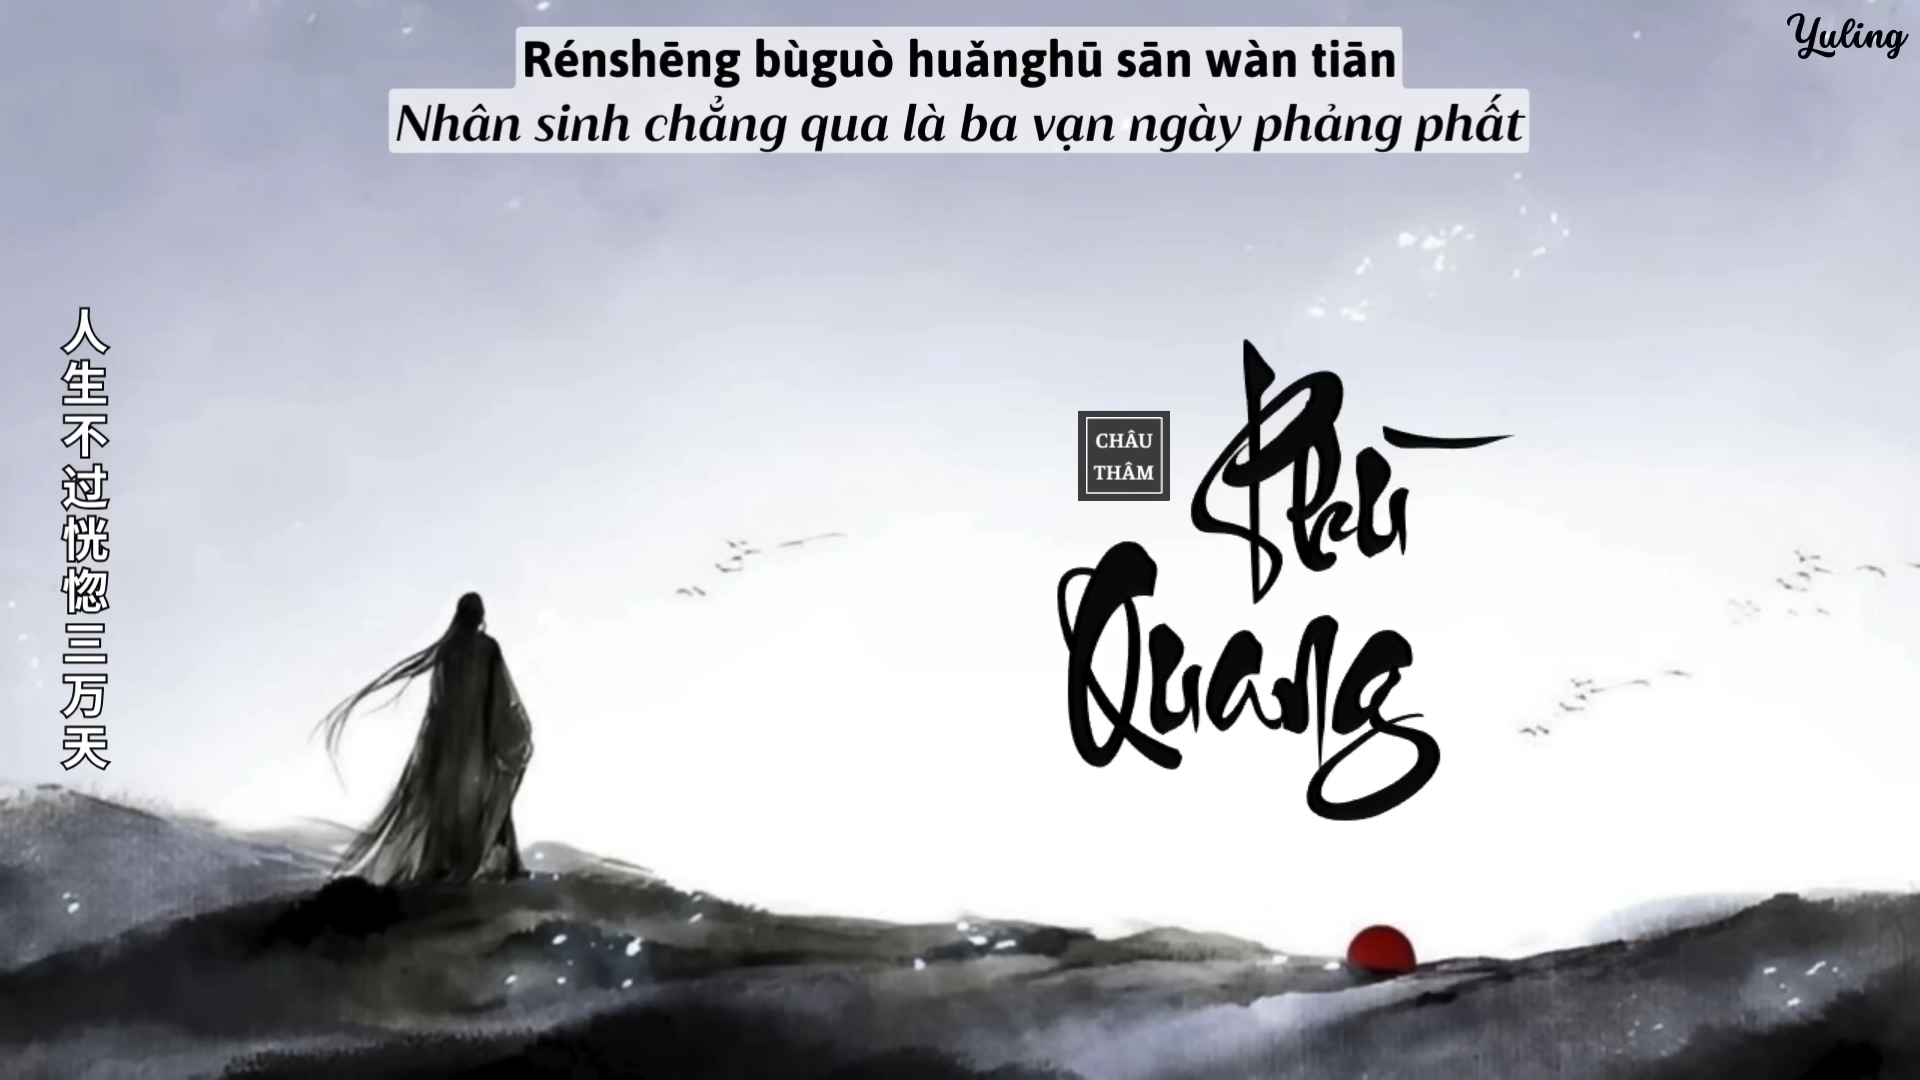 Yuling
Rénshēng bùguò huǎnghū sān wàn tiān
Nhân sinh chẳng qua là ba vạn ngày phảng phất
人生不过恍惚三万天
CHÂU
THÂM
Phù
Quang